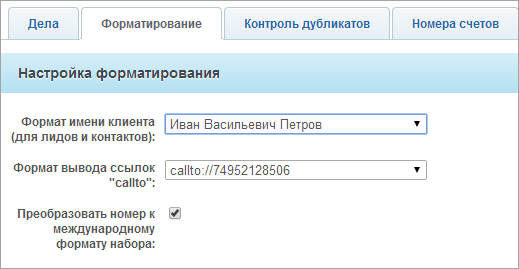 Дела Форматирование Контроль дубликатов Номера счетов
Настройка форматирования
Формат имени клиента
(для лидов и контактов):
Иван Васильевич Петров
Формат вывода ссылок
"callto":
callto://74952128506
Преобразовать номер к
международному
формату набора: